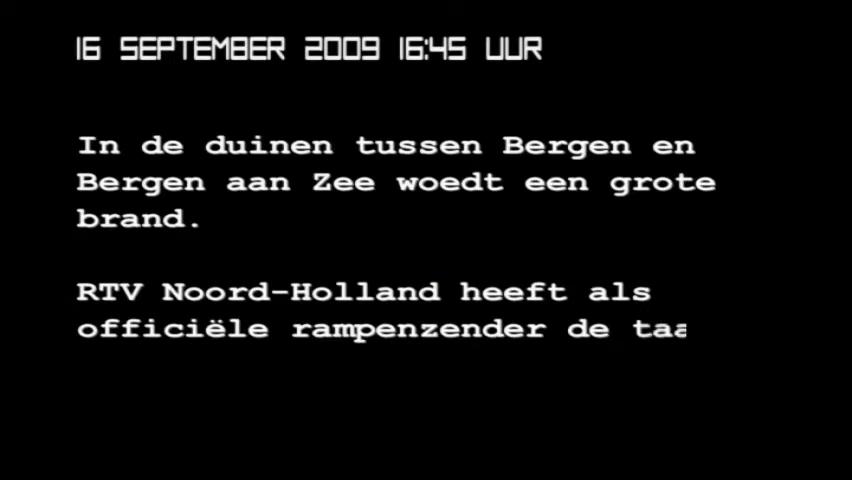 16 SEPTEMBER 2009 16:45 UUR
In de duinen tussen Bergen en
Bergen aan Zee woedt een grote
brand.
RTV Noord-Holland heeft als
officiële rampenzender de taa